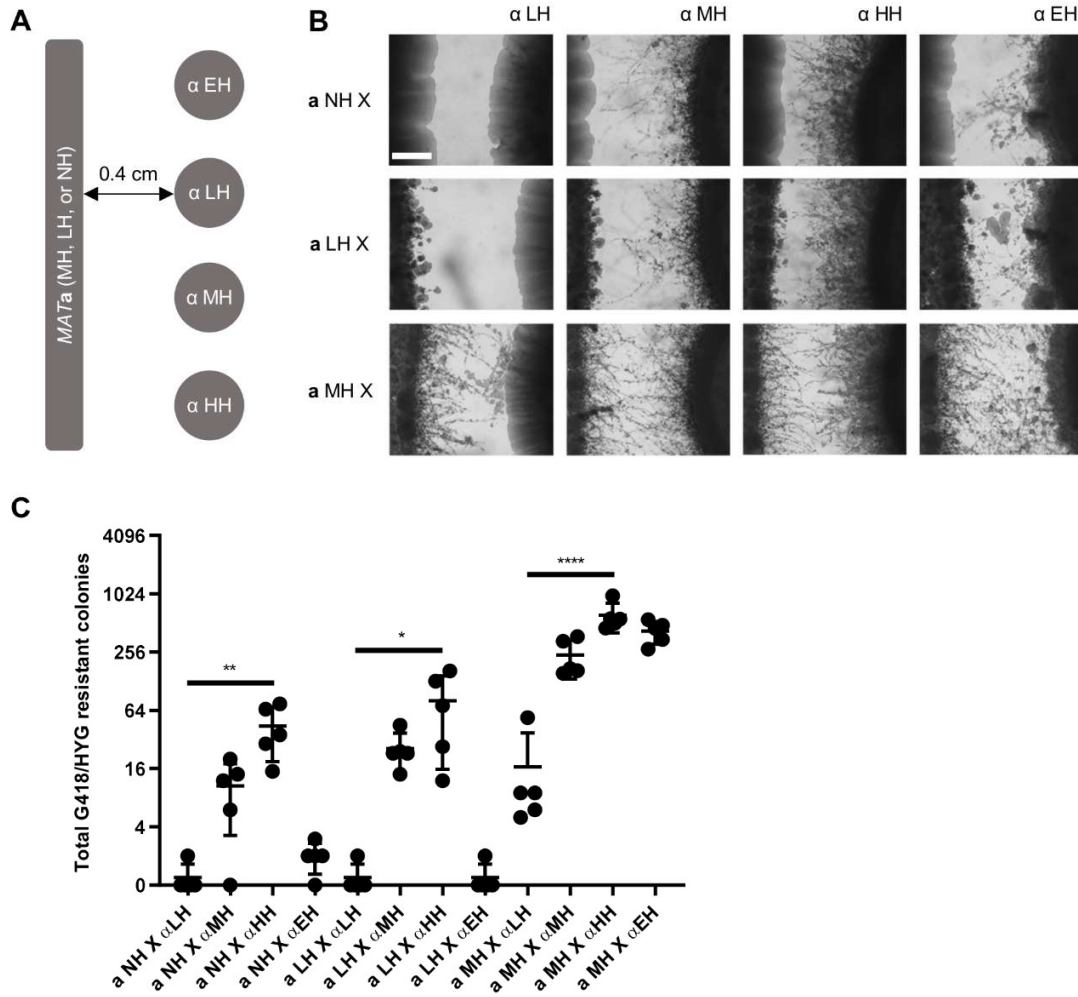 A
MATa (MH, LH, or NH)
0.4 cm
α EH
α LH
α MH
α HH
B
α LH
α MH
α HH
α EH
a NH X
a LH X
a MH X
C
Total G418/HYG resistant colonies
4096
1024
256
64
16
4
0
**
*
****
a NH X αLH
a NH X αMH
a NH X αHH
a NH X αEH
a LH X αLH
a LH X αMH
a LH X αHH
a LH X αEH
a MH X αLH
a MH X αMH
a MH X αHH
a MH X αEH